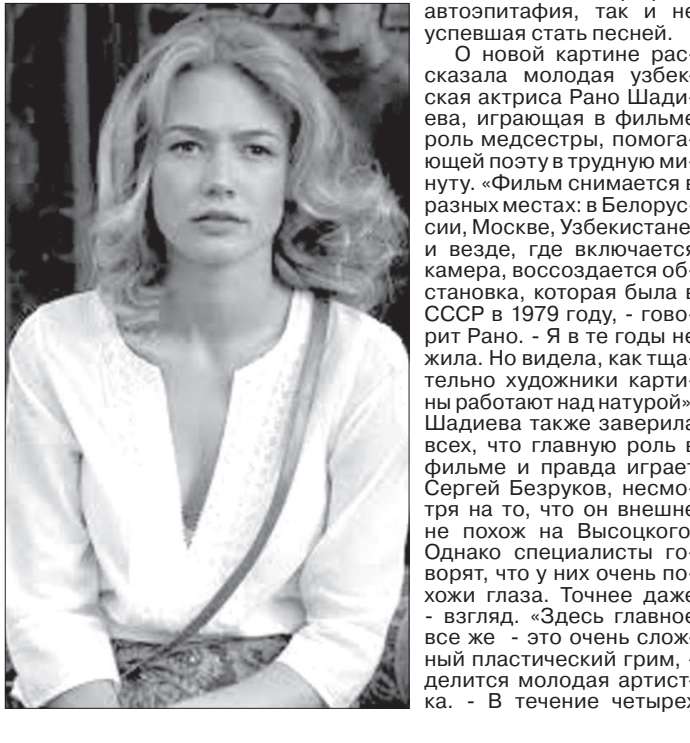 автоэпитафия, так и не
успевшая стать песней.
О новой картине рас-
сказала молодая узбек-
ская актриса Рано Шади-
ева, играющая в фильме
роль медсестры, помога-
ющей поэту в трудную ми-
нуту. «Фильм снимается в
разных местах: в Белорус-
сии, Москве, Узбекистане,
и везде, где включается
камера, воссоздается об-
становка, которая была в
СССР в 1979 году, - гово-
рит Рано. - Я в те годы не
жила. Но видела, как тща-
тельно художники карти-
ны работают над натурой».
Шадиева также заверила
всех, что главную роль в
фильме и правда играет
Сергей Безруков, несмо-
тря на то, что он внешне
не похож на Высоцкого.
Однако специалисты го-
ворят, что у них очень по-
хожи глаза. Точнее даже
- взгляд. «Здесь главное
все же - это очень слож-
ный пластический грим, -
делится молодая артист-
ка. - В течение четырех